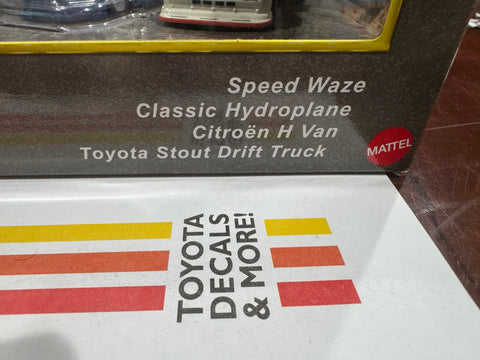 Speed Waze
Classic Hydroplane
Citroën H Van
Toyota Stout Drift Truck
MATTEL
TOYOTA
DECALS
& MORE!